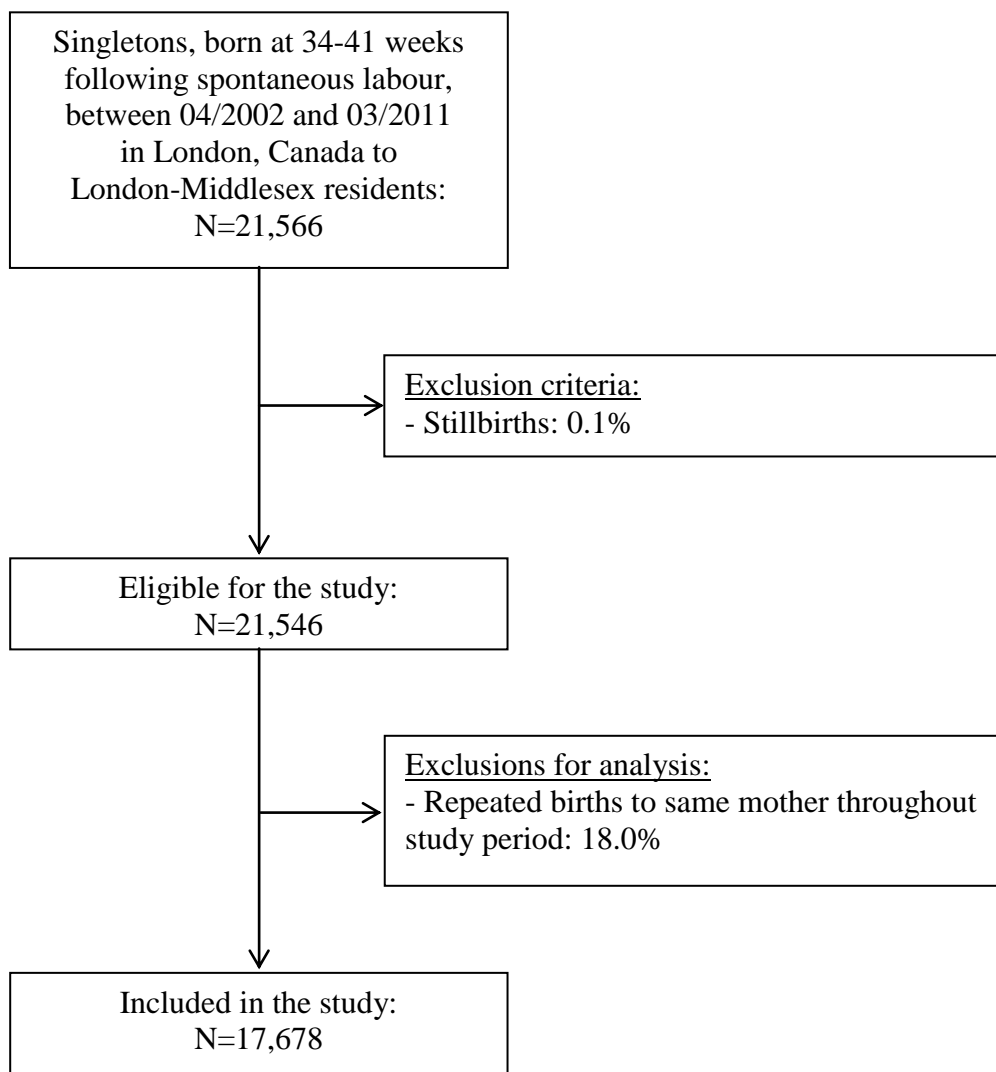 Singletons, born at 34-41 weeks
following spontaneous labour,
between 04/2002 and 03/2011
in London, Canada to
London-Middlesex residents:
N=21,566
Exclusion criteria:
- Stillbirths: 0.1%
Eligible for the study:
N=21,546
Exclusions for analysis:
- Repeated births to same mother throughout
study period: 18.0%
Included in the study:
N=17,678